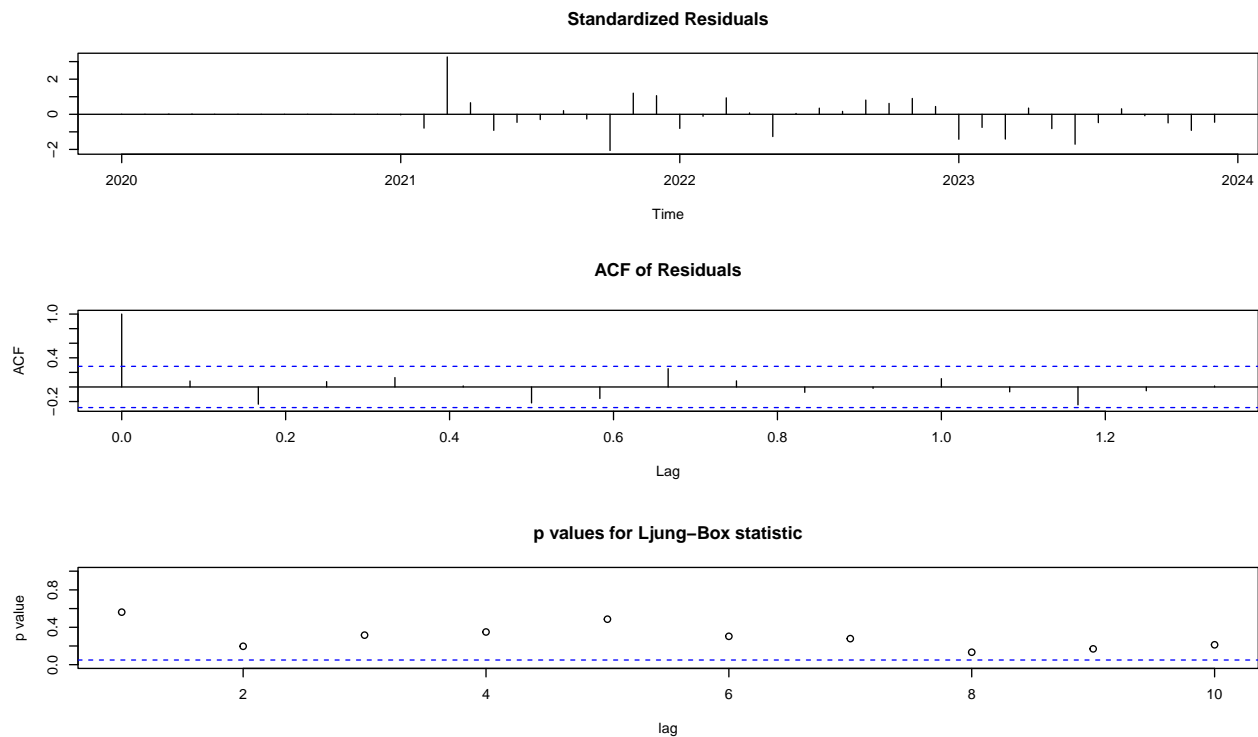 Standardized Residuals
2
0
−2
2020 2021 2022 2023 2024
Time
ACF of Residuals
ACF
1.0
0.4
−0.2
0.0 0.2 0.4 0.6 0.8 1.0 1.2
Lag
p values for Ljung−Box statistic
p value
0.8
0.4
0.0
2 4 6 8 10
lag